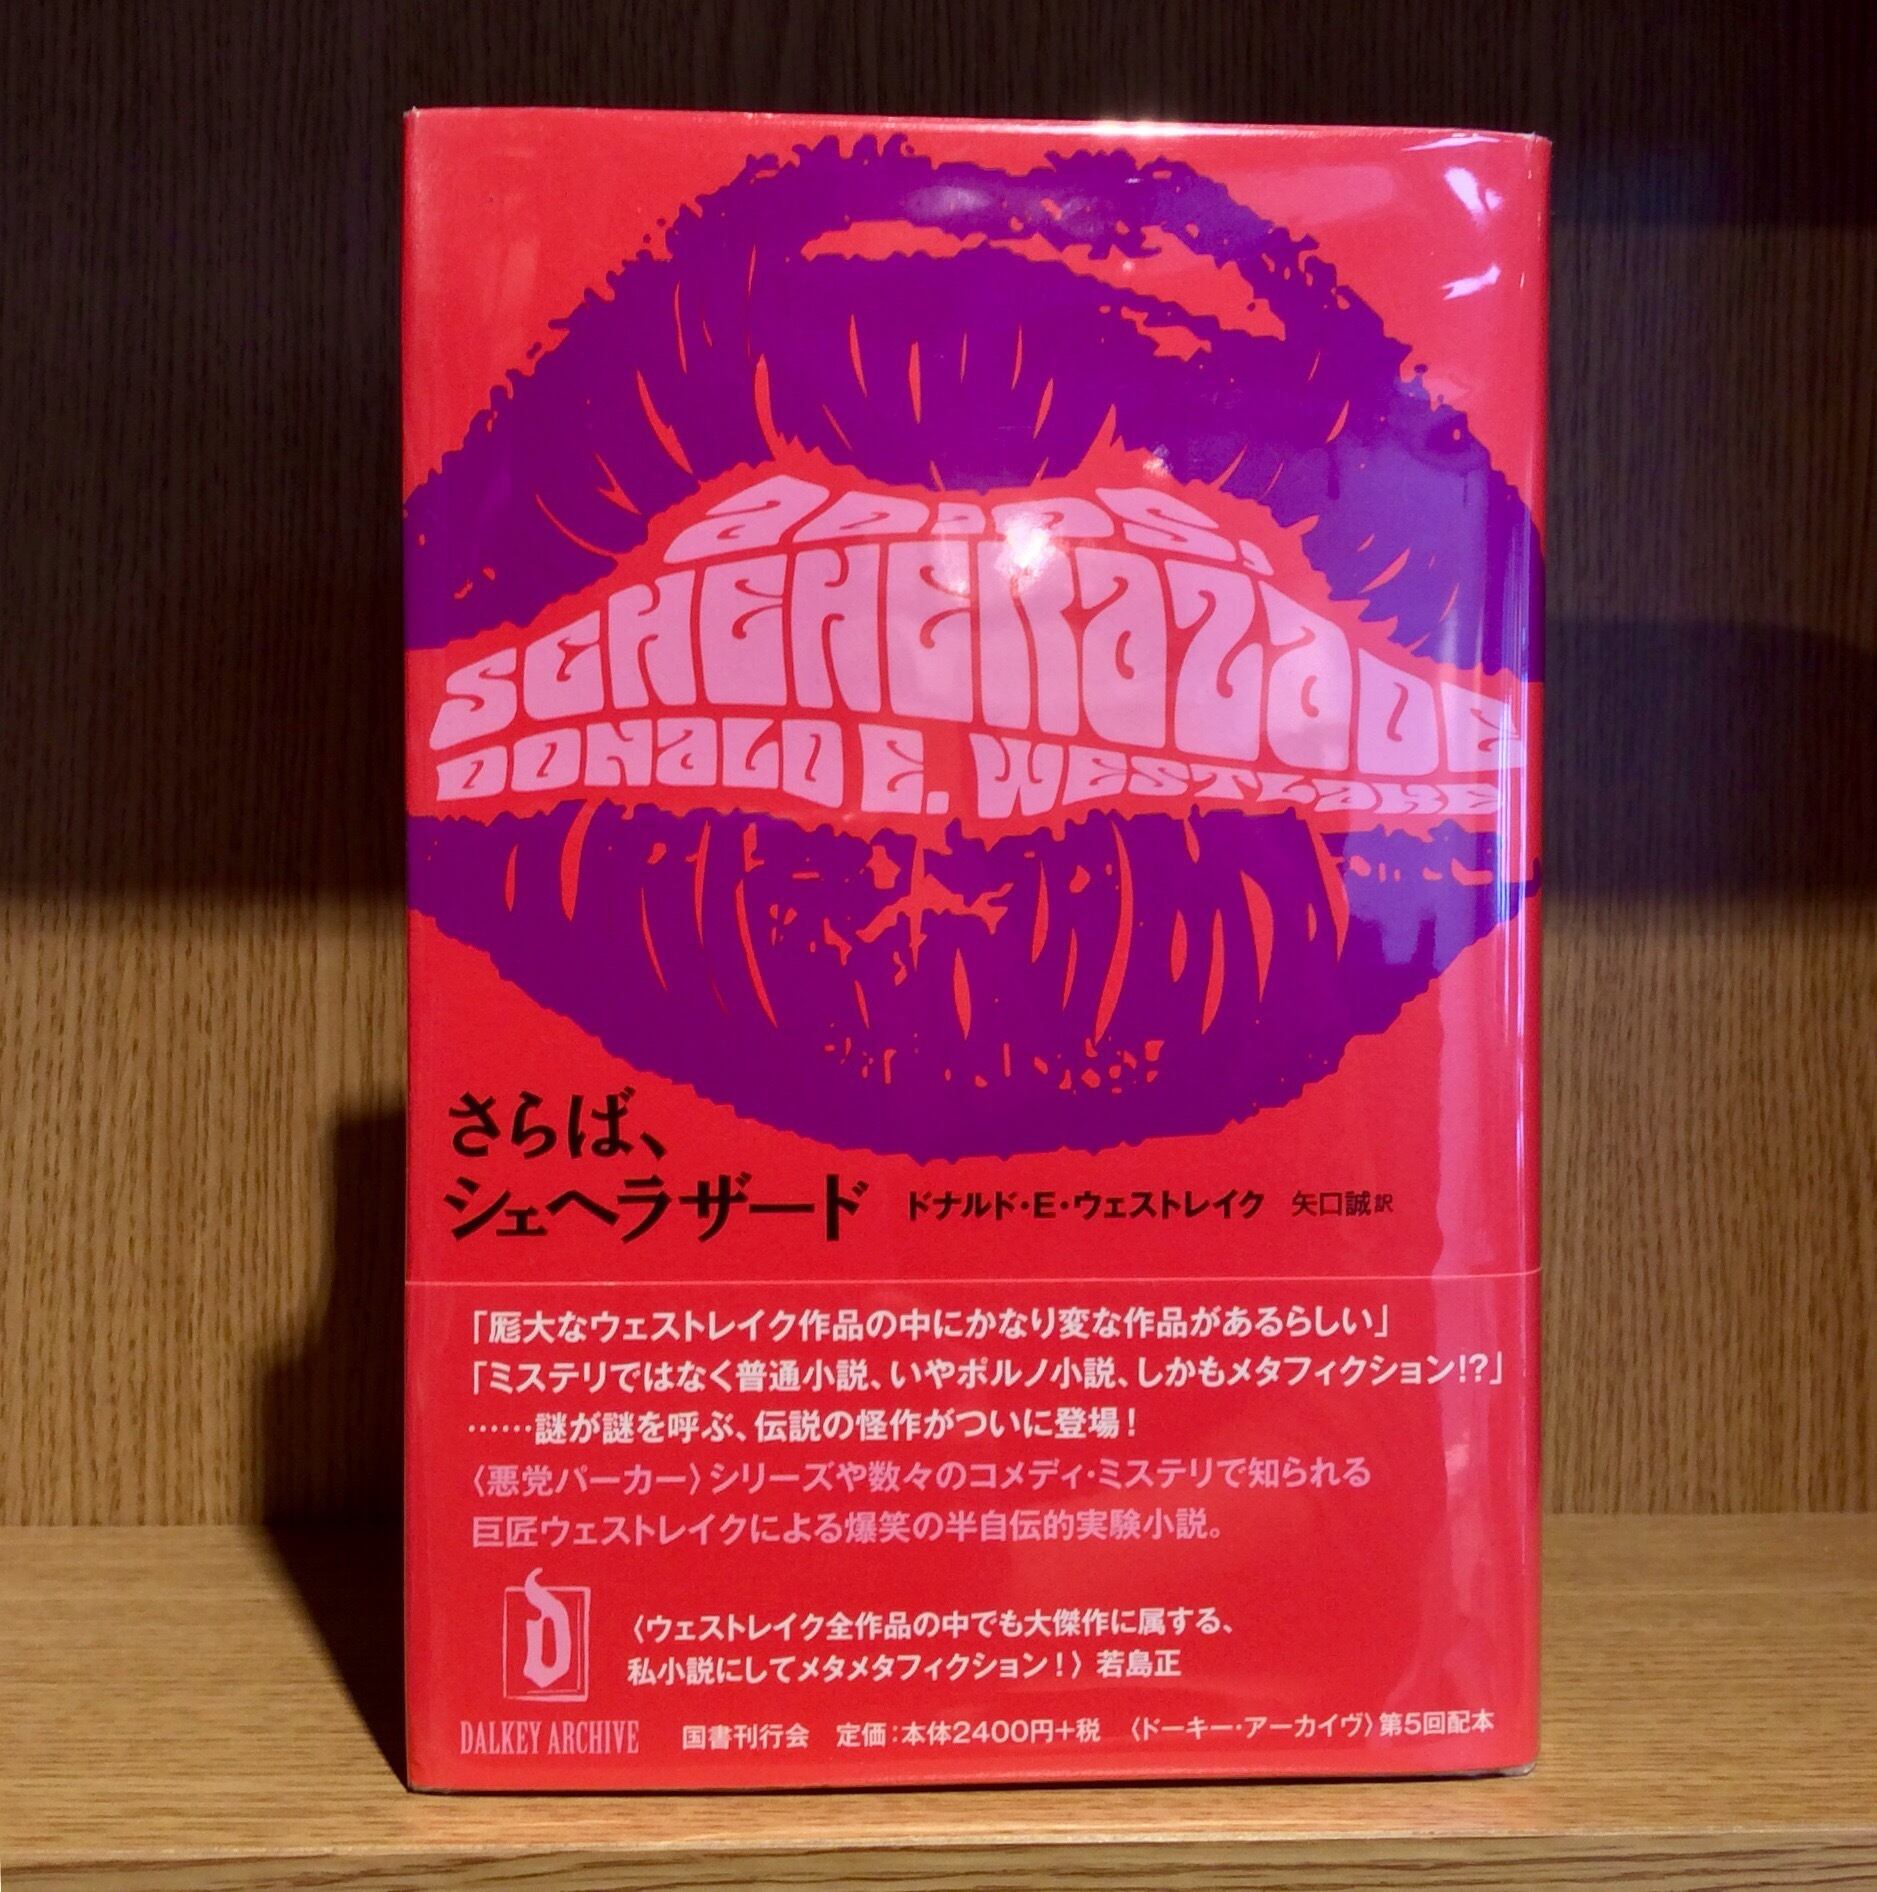 adios,
SCHEHERAZADE
DONALD E. WESTLAKE
さらば、
シェヘラザード
ドナルド・E・ウェストレイク 矢口誠 訳
「厖大なウェストレイク作品の中にかなり変な作品があるらしい」
「ミステリではなく普通小説、いやポルノ小説、しかもメタフィクション!?」
……謎が謎を呼ぶ、伝説の怪作がついに登場!
〈悪党パーカー〉シリーズや数々のコメディ・ミステリで知られる
巨匠ウェストレイクによる爆笑の半自伝的実験小説。
D
〈ウェストレイク全作品の中でも大傑作に属する、
私小説にしてメタメタフィクション!〉若島正
DALKEY ARCHIVE
国書刊行会 定価:本体2400円+税 〈ドーキー・アーカイヴ〉第5回配本